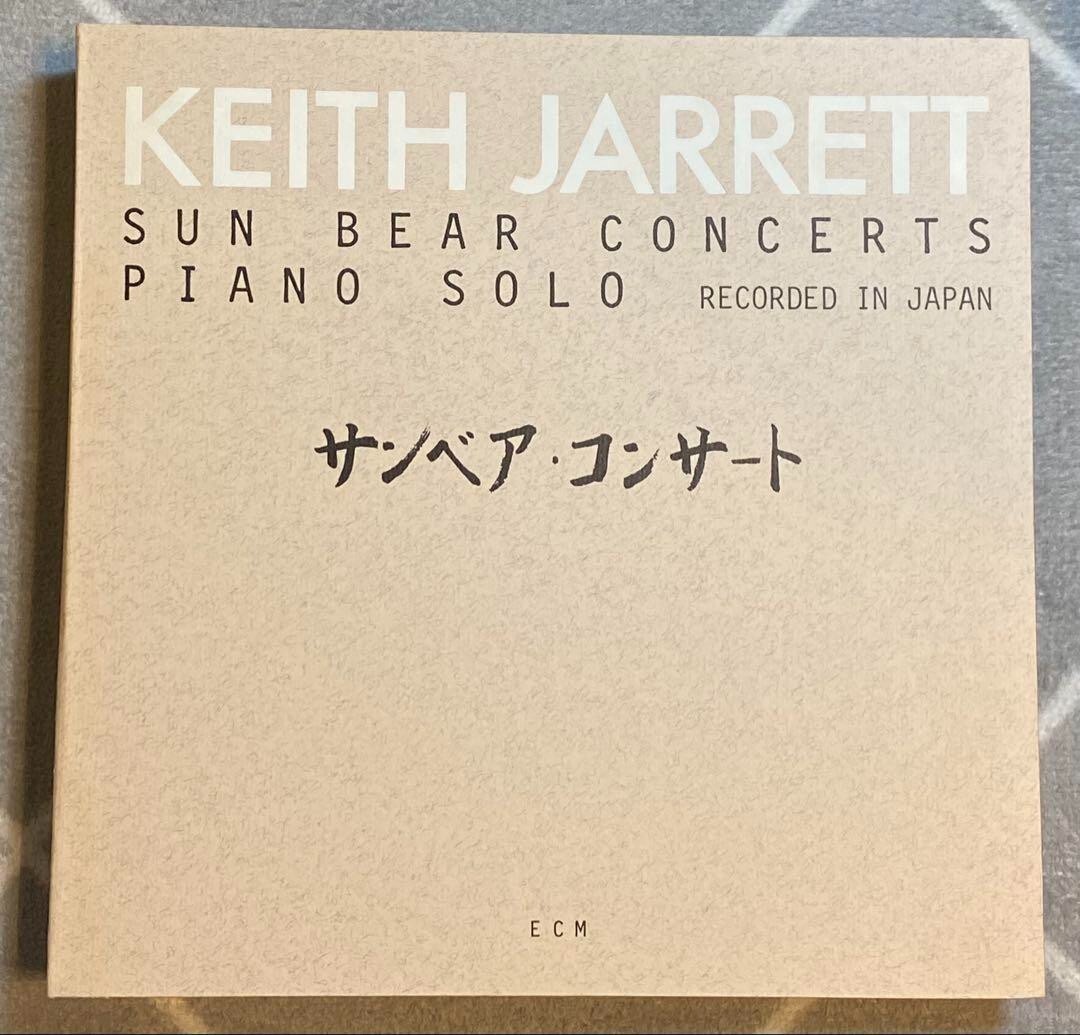 KEITH JARRETT
SUN BEAR CONCERTS
PIANO SOLO RECORDED IN JAPAN
サンベア・コンサート
ECM